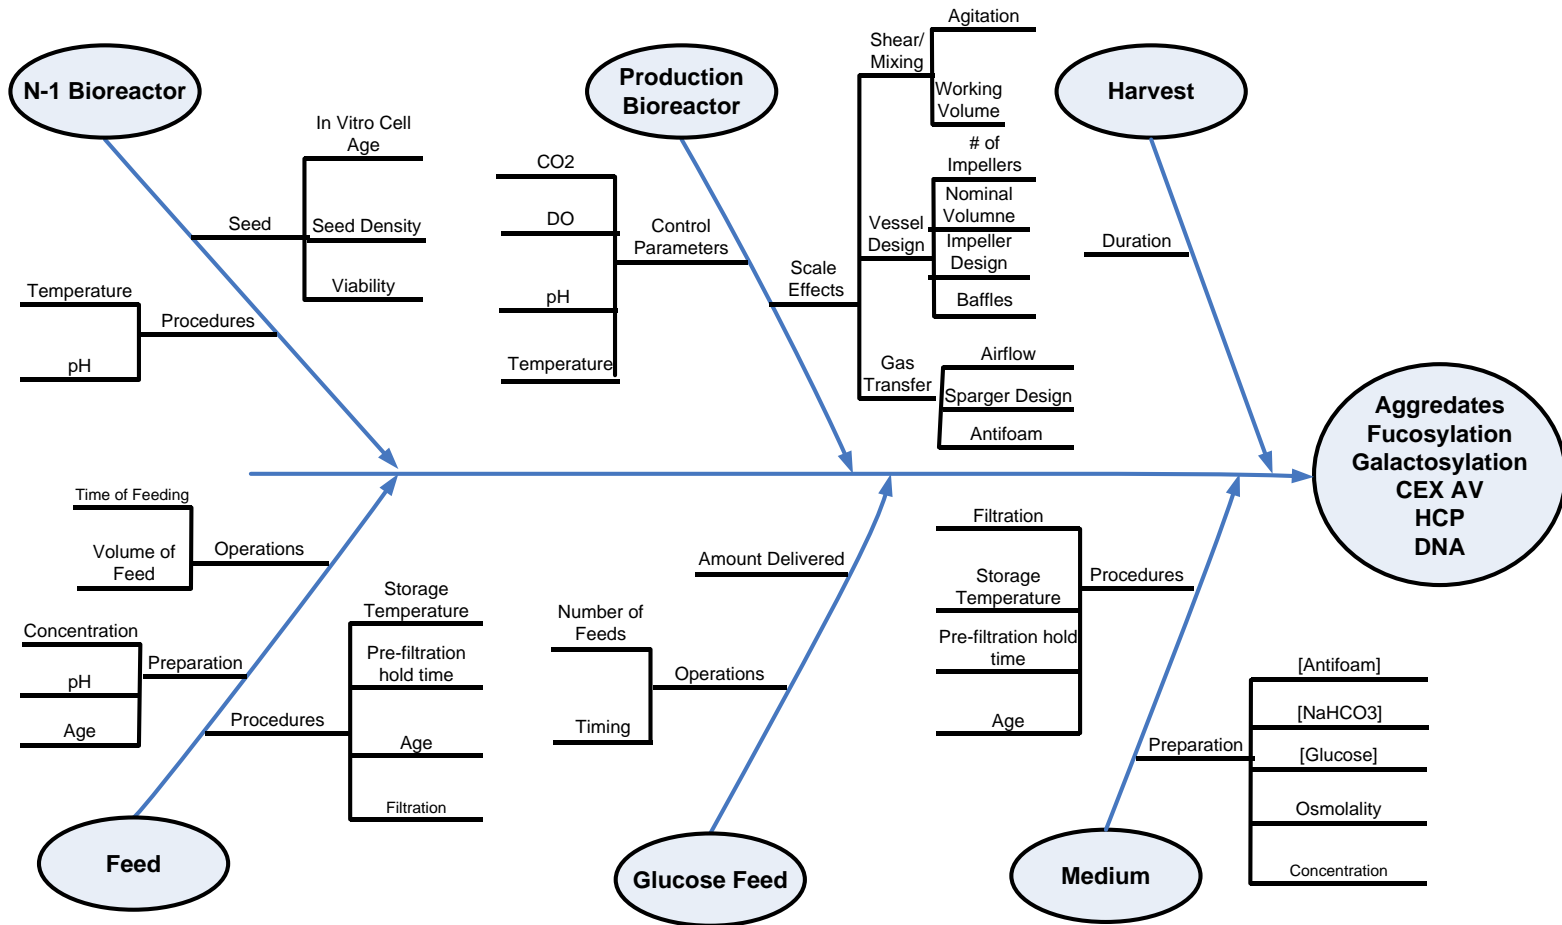 N-1 Bioreactor
In Vitro Cell
Age
Seed
Seed Density
Viability
Temperature
Procedures
pH
Production
Bioreactor
CO2
DO
Control
Parameters
pH
Temperature
Scale
Effects
Shear/
Mixing
Agitation
Working
Volume
Vessel
Design
# of
Impellers
Nominal
Volumne
Impeller
Design
Baffles
Gas
Transfer
Airflow
Sparger Design
Antifoam
Harvest
Duration
Aggredates
Fucosylation
Galactosylation
CEX AV
HCP
DNA
Time of Feeding
Volume of
Feed
Operations
Concentration
Preparation
pH
Age
Procedures
Storage
Temperature
Pre-filtration
hold time
Age
Filtration
Feed
Amount Delivered
Number of
Feeds
Operations
Timing
Glucose Feed
Filtration
Storage
Temperature
Procedures
Pre-filtration hold
time
Age
Preparation
[Antifoam]
[NaHCO3]
[Glucose]
Osmolality
Concentration
Medium